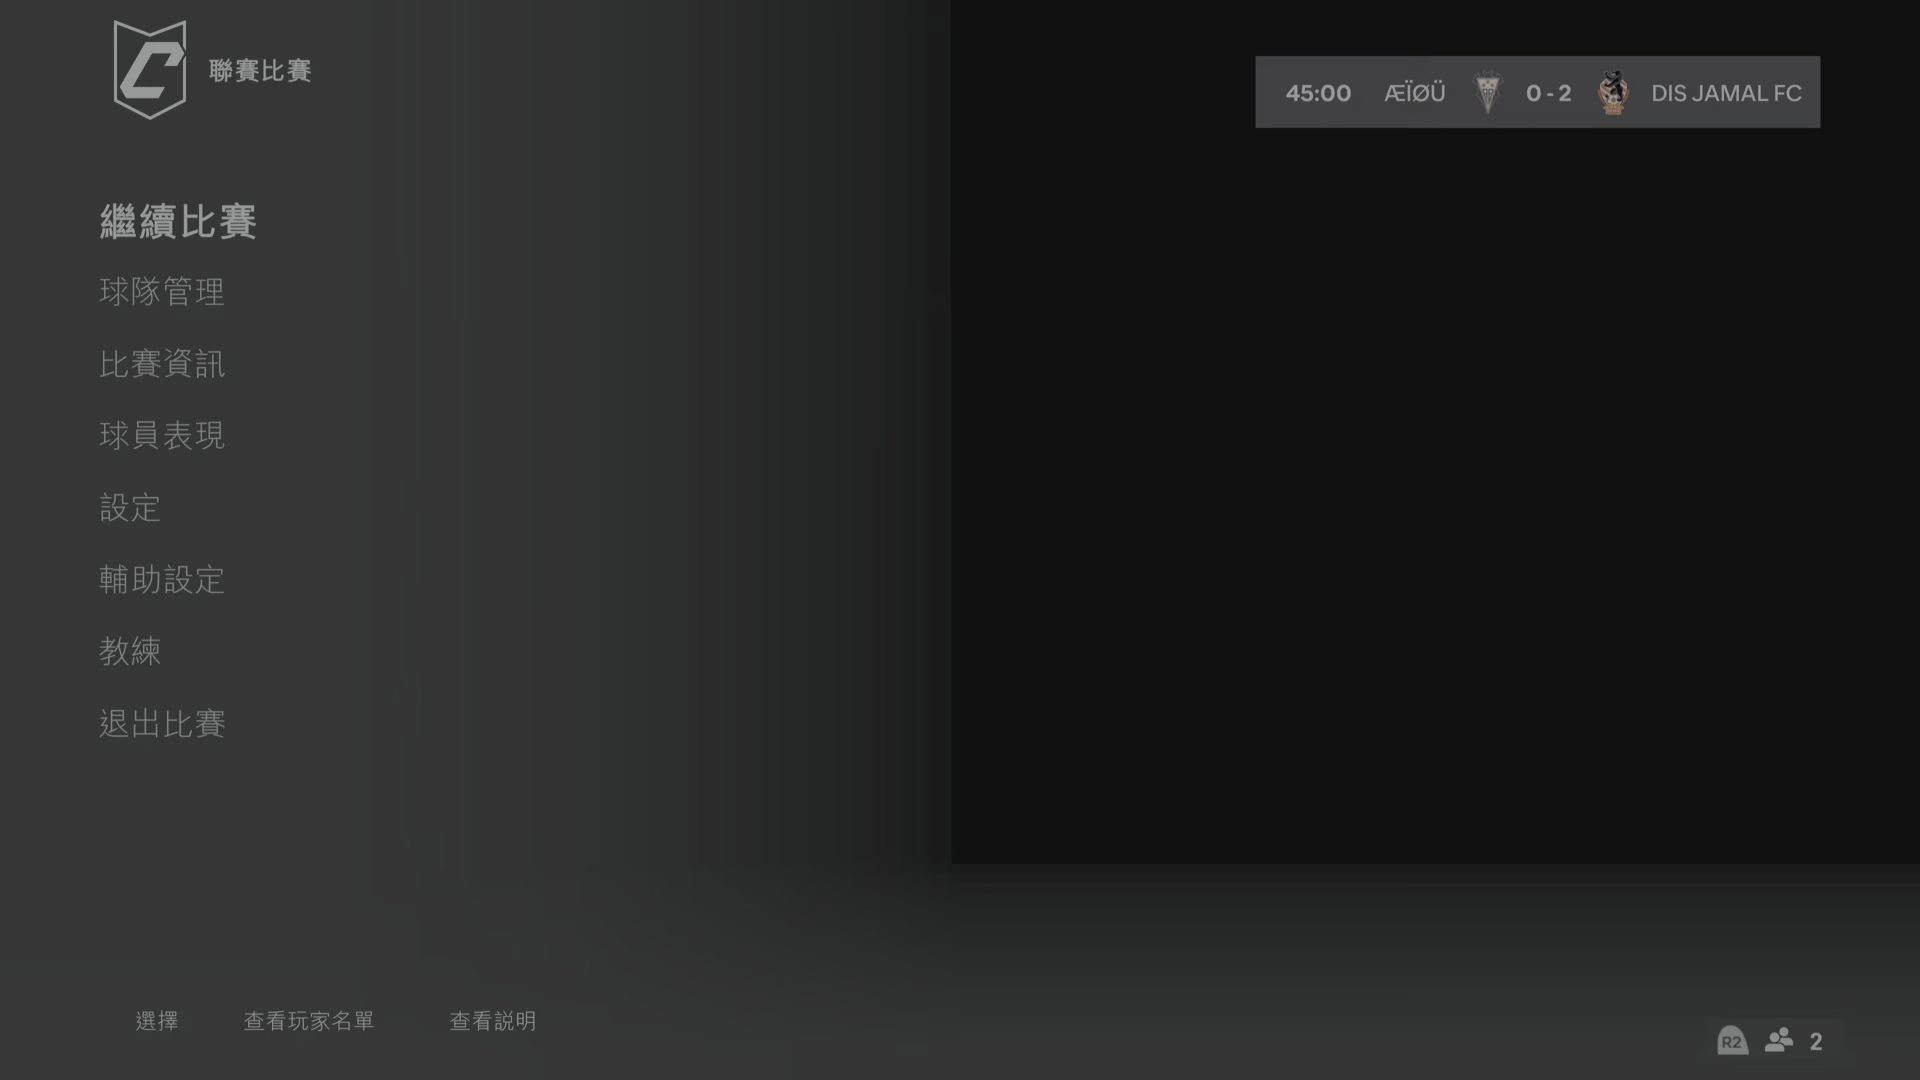 聯賽比賽
45:00 ÆÏØÜ 0 - 2 DIS JAMAL FC
繼續比賽
球隊管理
比賽資訊
球員表現
設定
輔助設定
教練
退出比賽
選擇 查看玩家名單 查看説明
R2 2